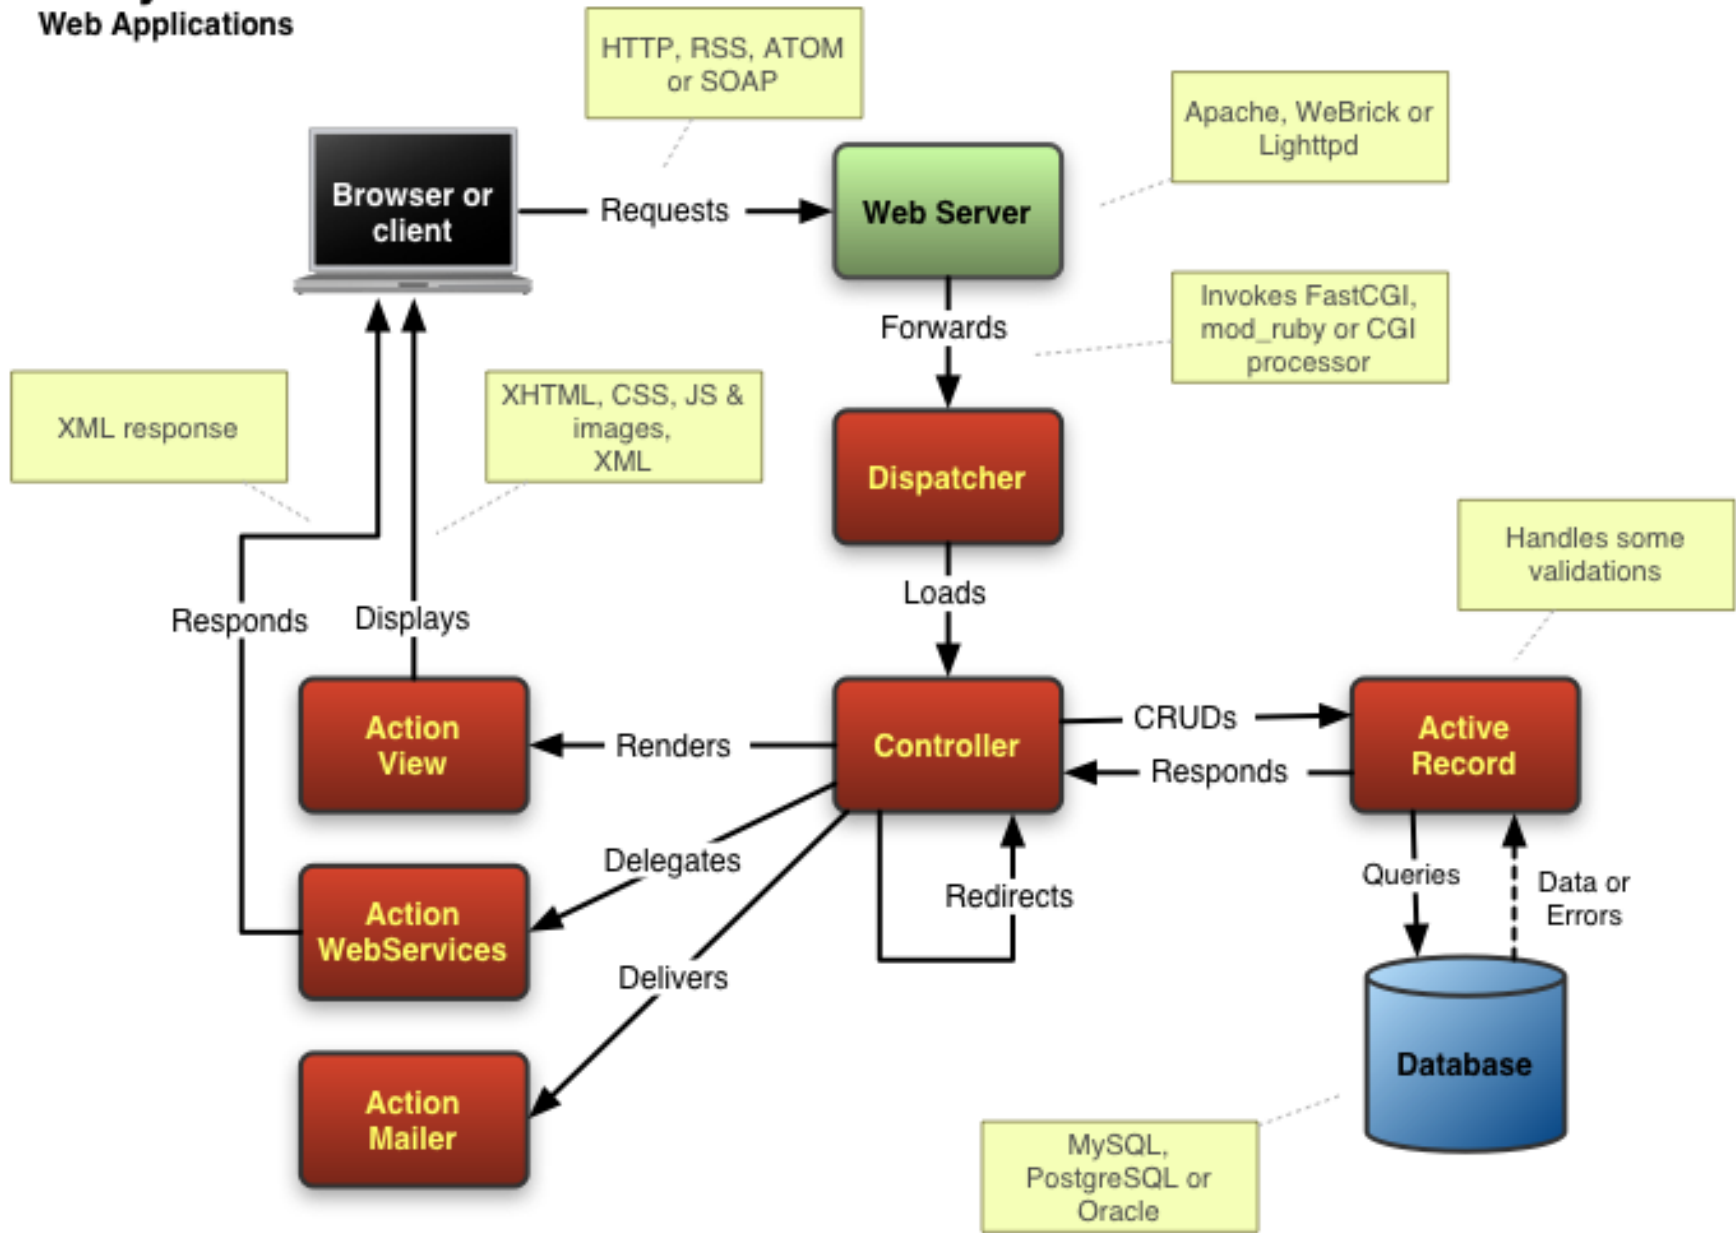 Web Applications
HTTP, RSS, ATOM
or SOAP
Apache, WeBrick or
Lighttpd
Browser or
client
Requests
Web Server
Invokes FastCGI,
mod_ruby or CGI
processor
Forwards
XML response
XHTML, CSS, JS &
images,
XML
Dispatcher
Handles some
validations
Loads
Responds
Displays
Action
View
Renders
Controller
CRUDs
Responds
Active
Record
Delegates
Redirects
Queries
Data or
Errors
Action
WebServices
Delivers
Action
Mailer
Database
MySQL,
PostgreSQL or
Oracle